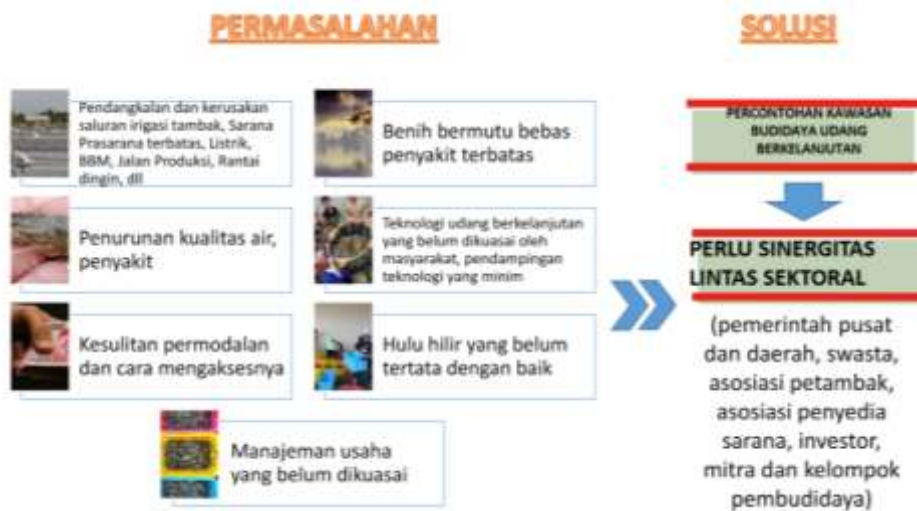 PERMASALAHAN
Pendangkalan dan kerusakan
saluran irigasi tambak, Sarana
Prasarana terbatas, Listrik,
BBM, Jalan Produksi, Rantai
dingin, dll
Benih bermutu bebas
penyakit terbatas
Penurunan kualitas air,
penyakit
Teknologi udang berkelanjutan
yang belum dikuasai oleh
masyarakat, pendampingan
teknologi yang minim
Kesulitan permodalan
dan cara mengaksesnya
Hulu hilir yang belum
tertata dengan baik
Manajeman usaha
yang belum dikuasai
SOLUSI
PERCONTOHAN KAWASAN
BUDIDAYA UDANG
BERKELANJUTAN
PERLU SINERGITAS
LINTAS SEKTORAL
(pemerintah pusat
dan daerah, swasta,
asosiasi petambak,
asosiasi penyedia
sarana, investor,
mitra dan kelompok
pembudidaya)